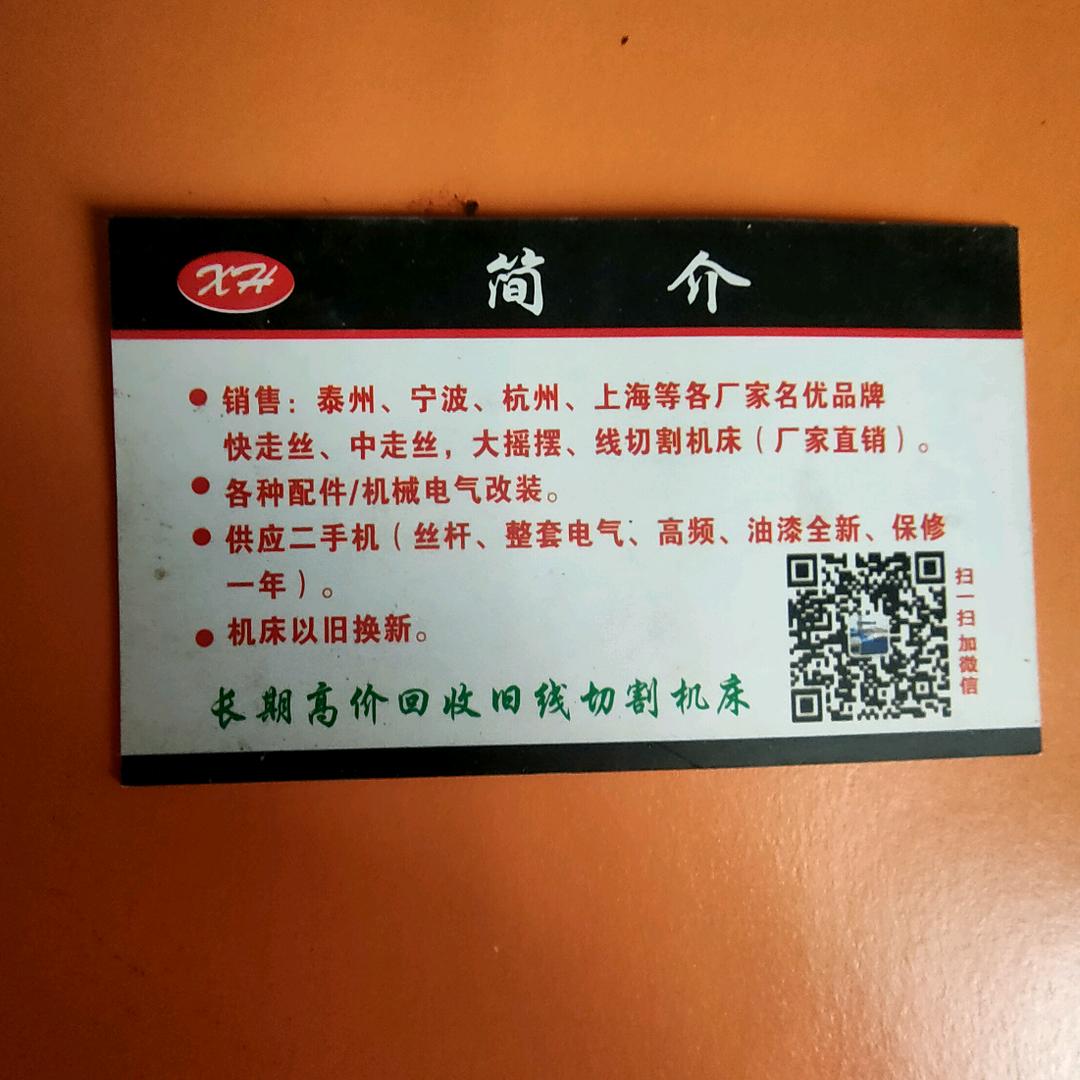 XH
简 介
销售：泰州、宁波、杭州、上海等各厂家名优品牌
快走丝、中走丝，大摇摆、线切割机床（厂家直销）。
各种配件/机械电气改装。
供应二手机（丝杆、整套电气、高频、油漆全新、保修
一年）。
机床以旧换新。
长期高价回收旧线切割机床
扫一扫 加微信